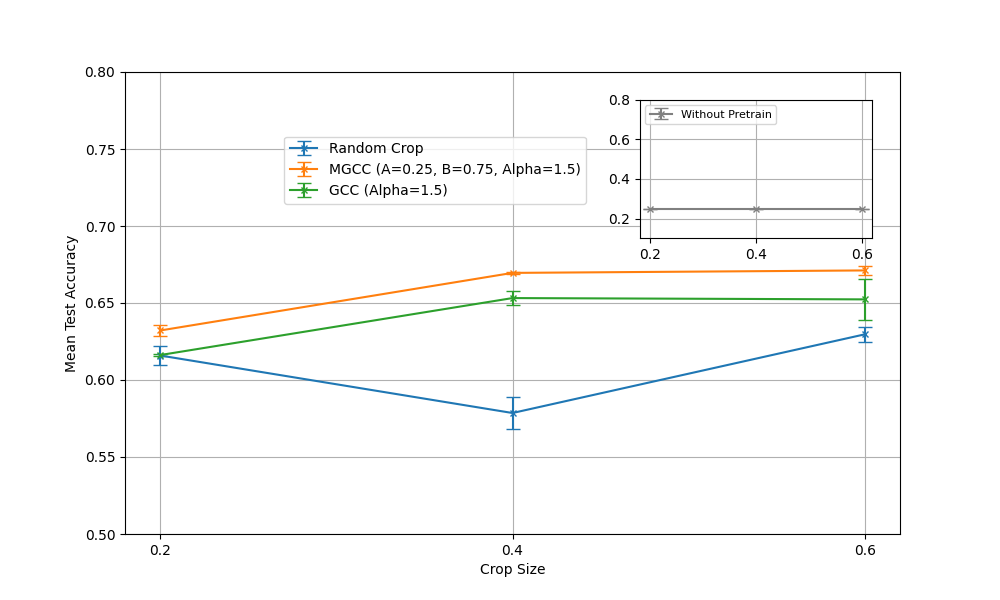 Mean Test Accuracy
0.80
0.75
0.70
0.65
0.60
0.55
0.50
Random Crop
MGCC (A=0.25, B=0.75, Alpha=1.5)
GCC (Alpha=1.5)
0.8
0.6
0.4
0.2
Without Pretrain
0.2 0.4 0.6
0.2 0.4 0.6
Crop Size